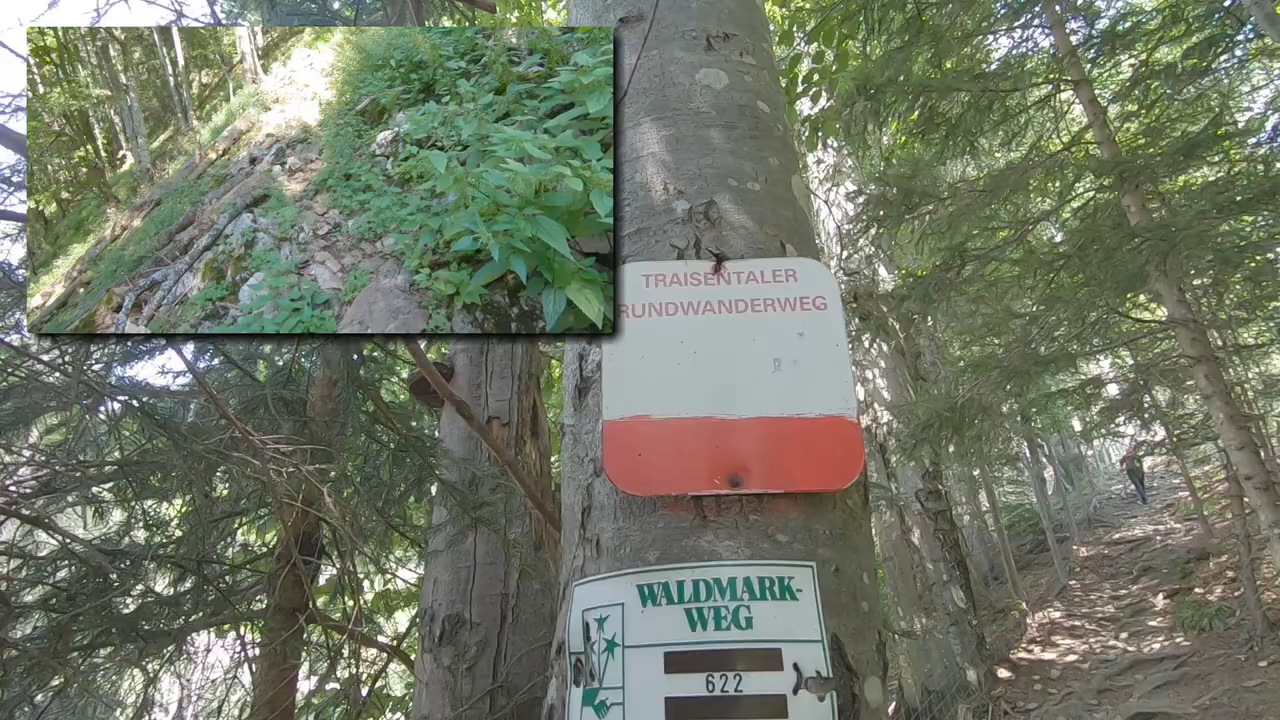 TRAISENTALER
RUNDWANDERWEG
WALDMARK-
WEG
622